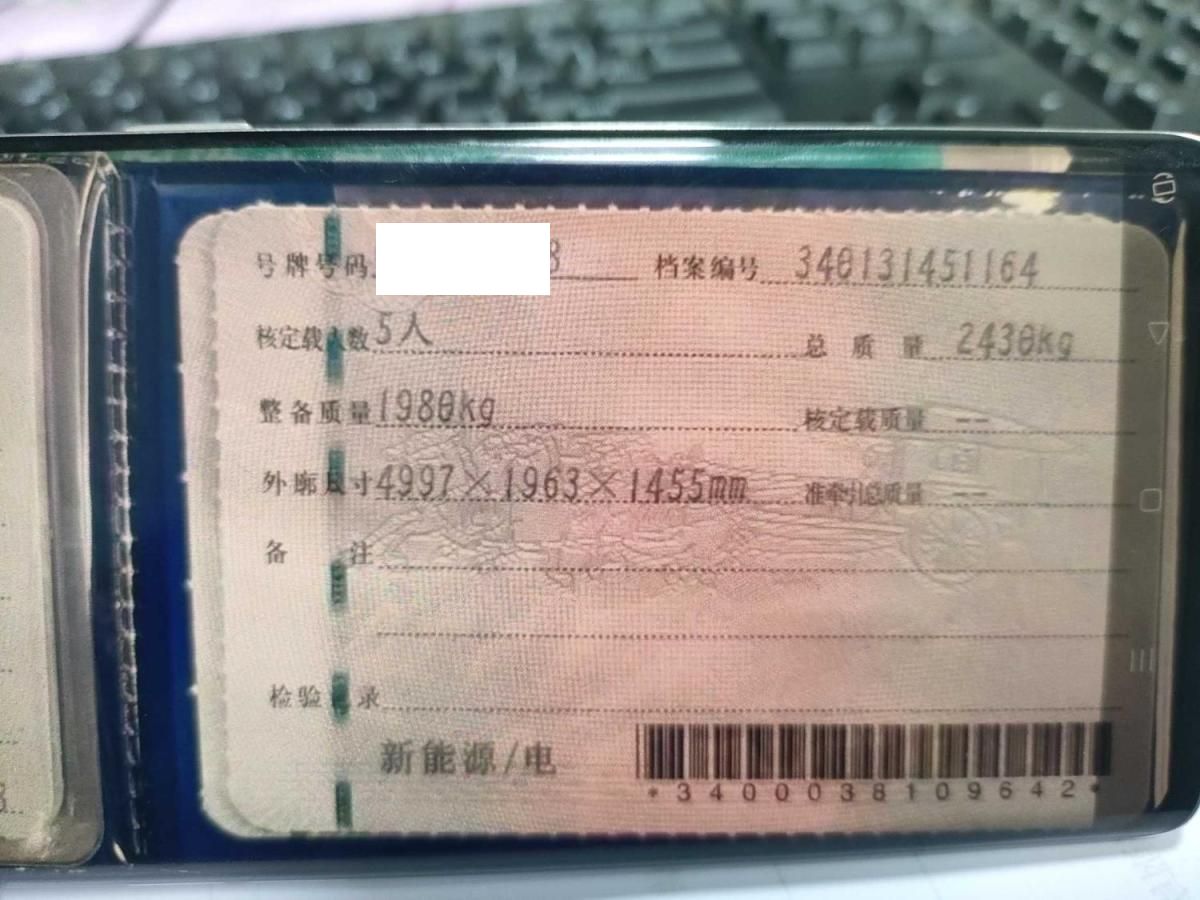 号牌号码 8 档案编号 340131451164
核定载人数 5人 总质量 2430kg
整备质量 1980kg 核定载质量 --
外廓尺寸 4997×1963×1455mm 准牵引总质量 --
备注
检验记录
新能源/电
*3400038109642*